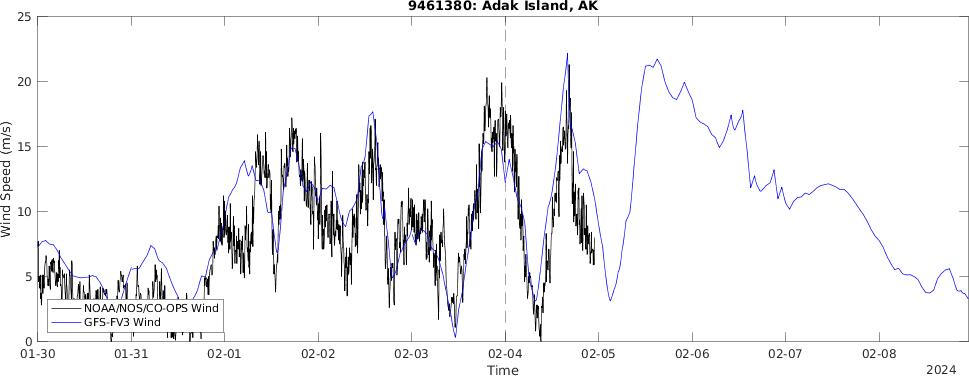 9461380: Adak Island, AK
Wind Speed (m/s)
25
20
15
10
5
0
NOAA/NOS/CO-OPS Wind
GFS-FV3 Wind
01-30 01-31 02-01 02-02 02-03 02-04 02-05 02-06 02-07 02-08
Time
2024